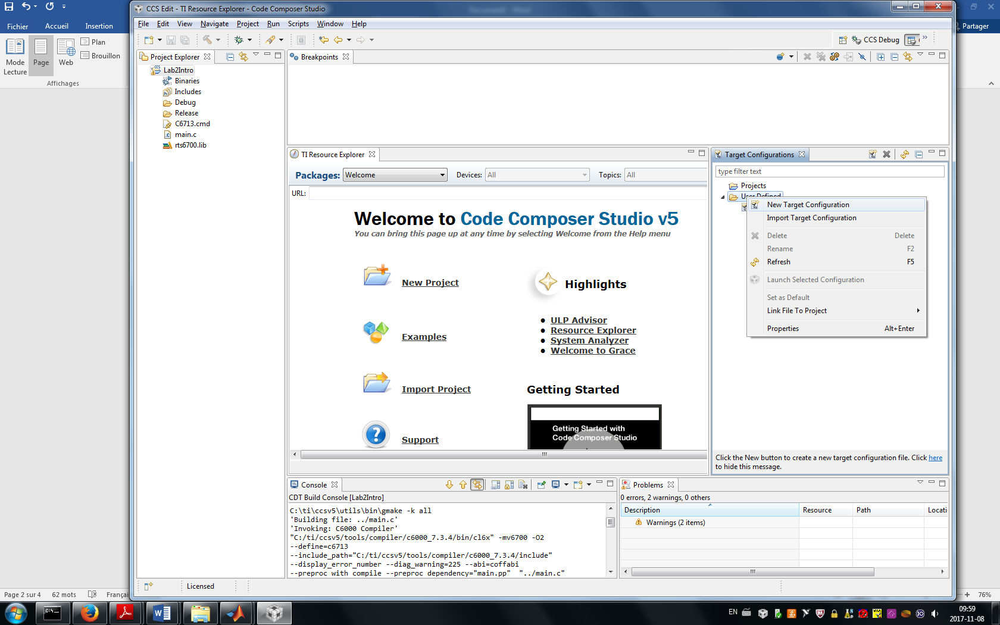 CCS Edit - TI Resource Explorer - Code Composer Studio
Fichier Accueil Insertion
Partager
File Edit View Navigate Project Run Scripts Window Help
Plan
Brouillon
Mode Lecture
Page
Web
Affichages
CCS Debug
Project Explorer
Lab2Intro
Binaries
Includes
Debug
Release
C6713.cmd
main.c
rts6700.lib
Breakpoints
TI Resource Explorer
Packages: Welcome Devices: All Topics: All
URL:
Welcome to Code Composer Studio v5
You can bring this page up at any time by selecting Welcome from the Help menu
New Project
Examples
Import Project
Support
Highlights
ULP Advisor
Resource Explorer
System Analyzer
Welcome to Grace
Getting Started
Getting Started with
Code Composer Studio
Target Configurations
type filter text
Projects
User Defined
New Target Configuration
Import Target Configuration
Delete Delete
Rename F2
Refresh F5
Launch Selected Configuration
Set as Default
Link File To Project
Properties Alt+Enter
Click the New button to create a new target configuration file. Click here
to hide this message.
Console
CDT Build Console [Lab2Intro]
C:\ti\ccsv5\utils\bin\gmake -k all
'Building file: ../main.c'
'Invoking: C6000 Compiler'
"C:/ti/ccsv5/tools/compiler/c6000_7.3.4/bin/cl6x" -mv6700 -O2
--define=c6713
--include_path="C:/ti/ccsv5/tools/compiler/c6000_7.3.4/include"
--display_error_number --diag_warning=225 --abi=coffabi
--preproc_with_compile --preproc_dependency="main.pp" "../main.c"
Problems
0 errors, 2 warnings, 0 others
Description Resource Path Locati
Warnings (2 items)
Licensed
Page 2 sur 4 62 mots Françai
76%
EN
09:59
2017-11-08